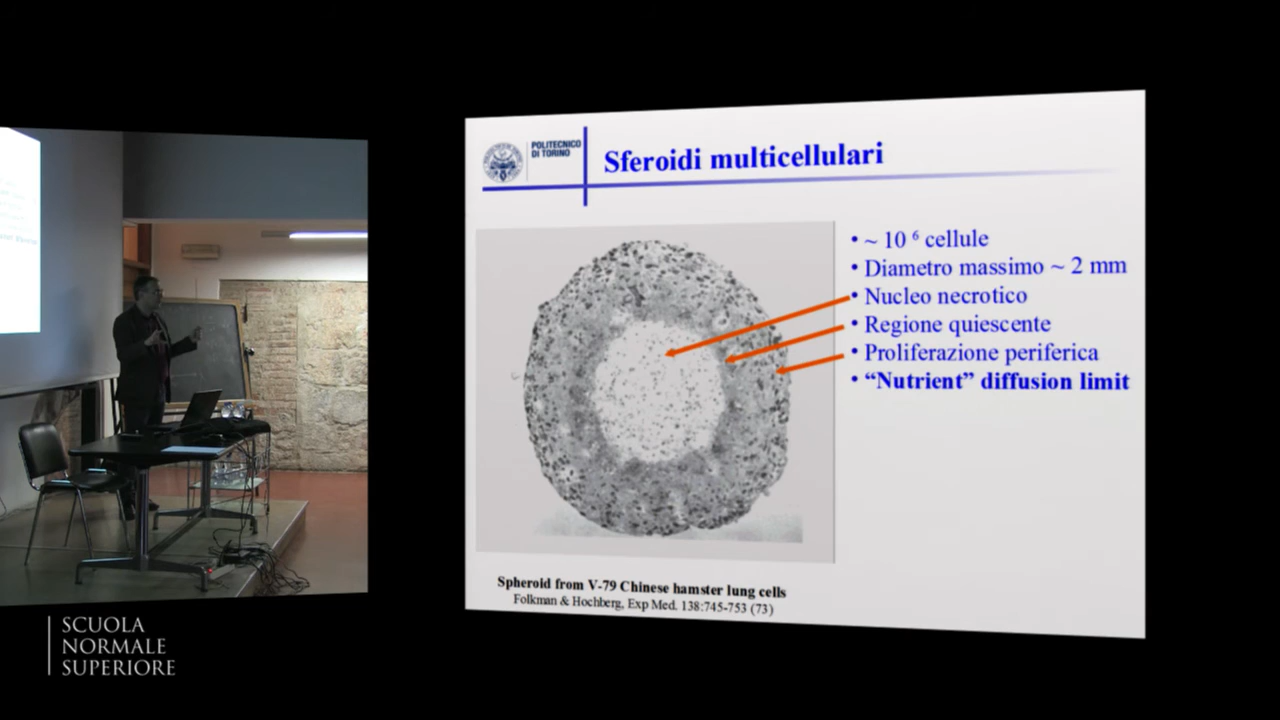 POLITECNICO
DI TORINO
Sferoidi multicellulari
• ~ 10 ⁶ cellule
• Diametro massimo ~ 2 mm
• Nucleo necrotico
• Regione quiescente
• Proliferazione periferica
• “Nutrient” diffusion limit
Spheroid from V-79 Chinese hamster lung cells
Folkman & Hochberg, Exp Med. 138:745-753 (73)
SCUOLA
NORMALE
SUPERIORE